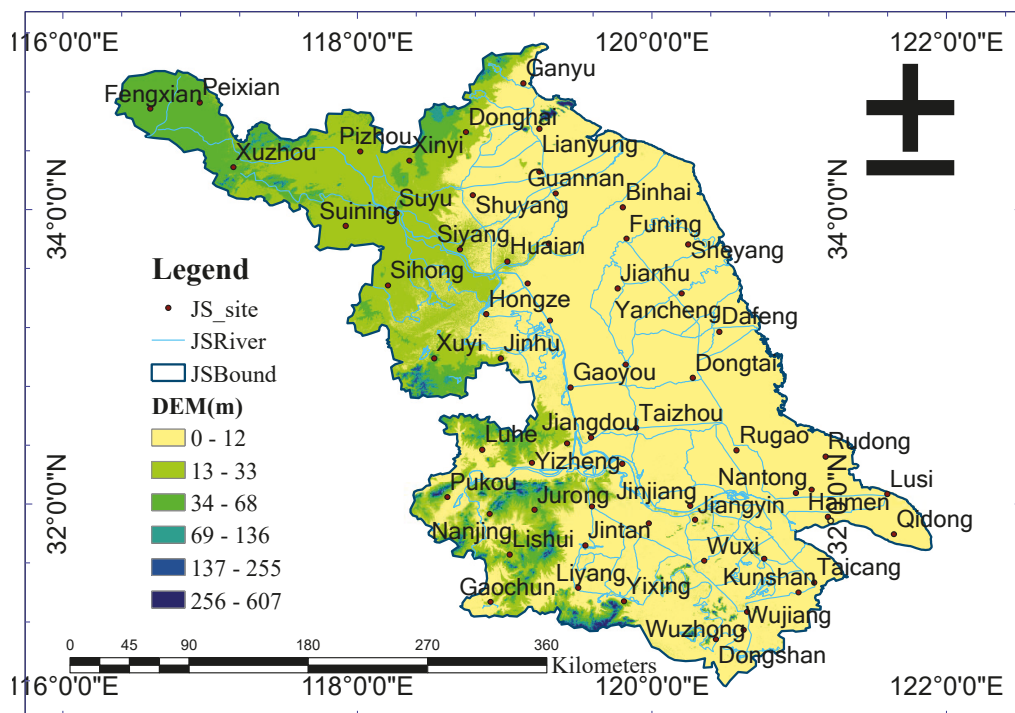 116°0'0"E 118°0'0"E 120°0'0"E 122°0'0"E
Ganyu
Fengxian
Peixian
Donghai
Lianyung
Pizhou
Xinyi
Xuzhou
Guannan
Binhai
34°0'0"N
34°0'0"N
Suyu
Shuyang
Suining
Funing
Siyang
Huaian
Sheyang
Legend
Sihong
Jianhu
JS_site
Hongze
Yancheng
Dafeng
JSRiver
Xuyi
Jinhu
JSBound
Gaoyou
Dongtai
DEM(m)
0 - 12
13 - 33
34 - 68
69 - 136
137 - 255
256 - 607
Taizhou
Jiangdou
Luhe
Rugao
Rudong
Yizheng
32°0'0"N
32°0'0"N
Nantong
Lusi
Pukou
Jurong
Jinjiang
Jiangyin
Haimen
Qidong
Nanjing
Lishui
Jintan
Wuxi
Taicang
Kunshan
Gaochun
Liyang
Yixing
Wujiang
Wuzhong
Dongshan
0 45 90 180 270 360
Kilometers
116°0'0"E 118°0'0"E 120°0'0"E 122°0'0"E